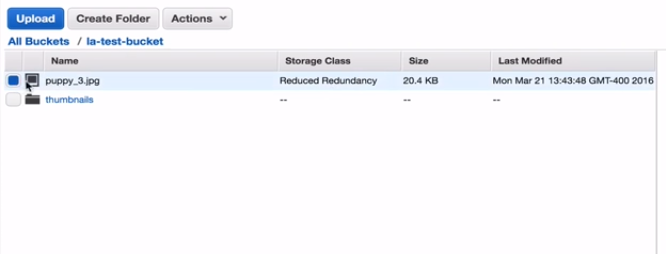 Upload Create Folder Actions
All Buckets / la-test-bucket
Name Storage Class Size Last Modified
puppy_3.jpg Reduced Redundancy 20.4 KB Mon Mar 21 13:43:48 GMT-400 2016
thumbnails -- -- --